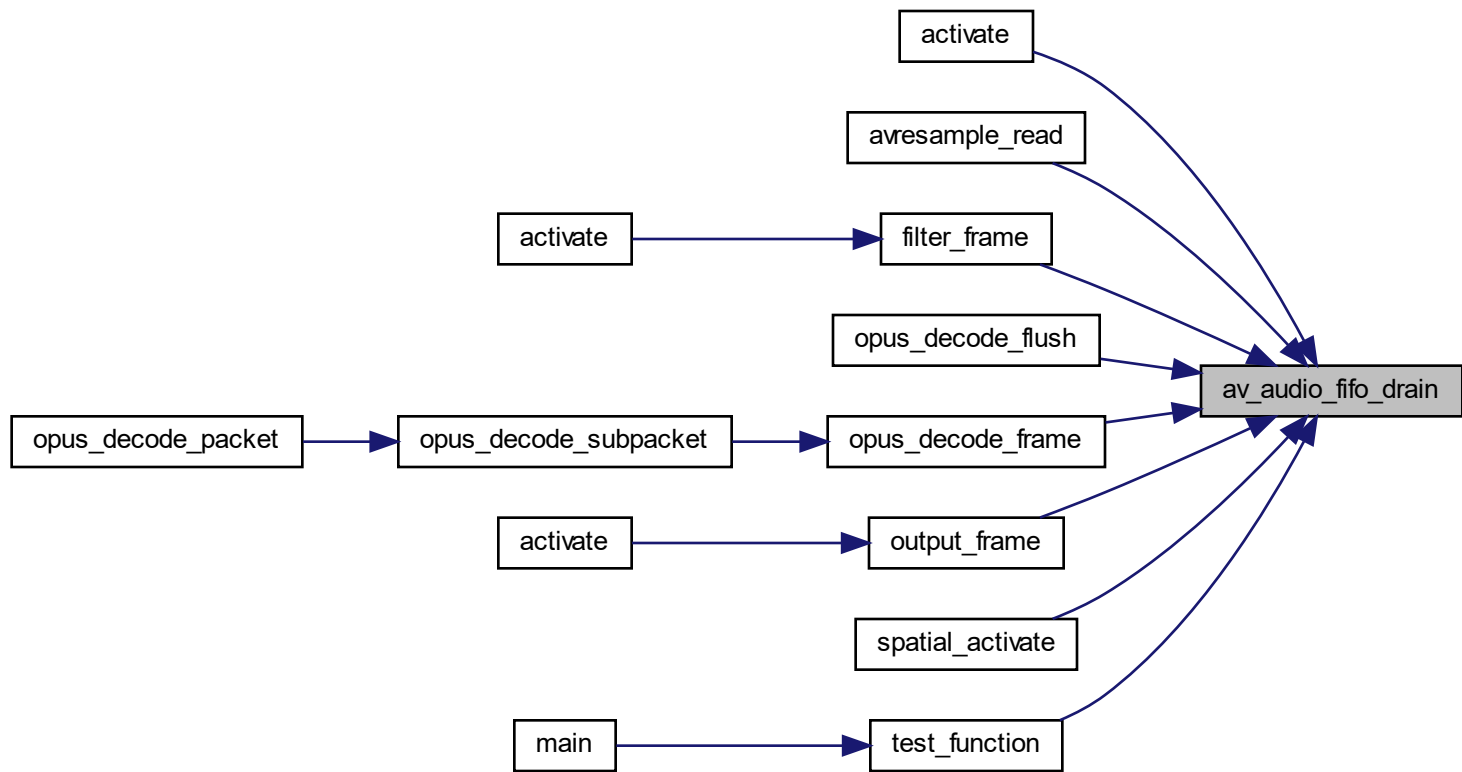 activate
avresample_read
activate
filter_frame
opus_decode_flush
av_audio_fifo_drain
opus_decode_packet
opus_decode_subpacket
opus_decode_frame
activate
output_frame
spatial_activate
main
test_function